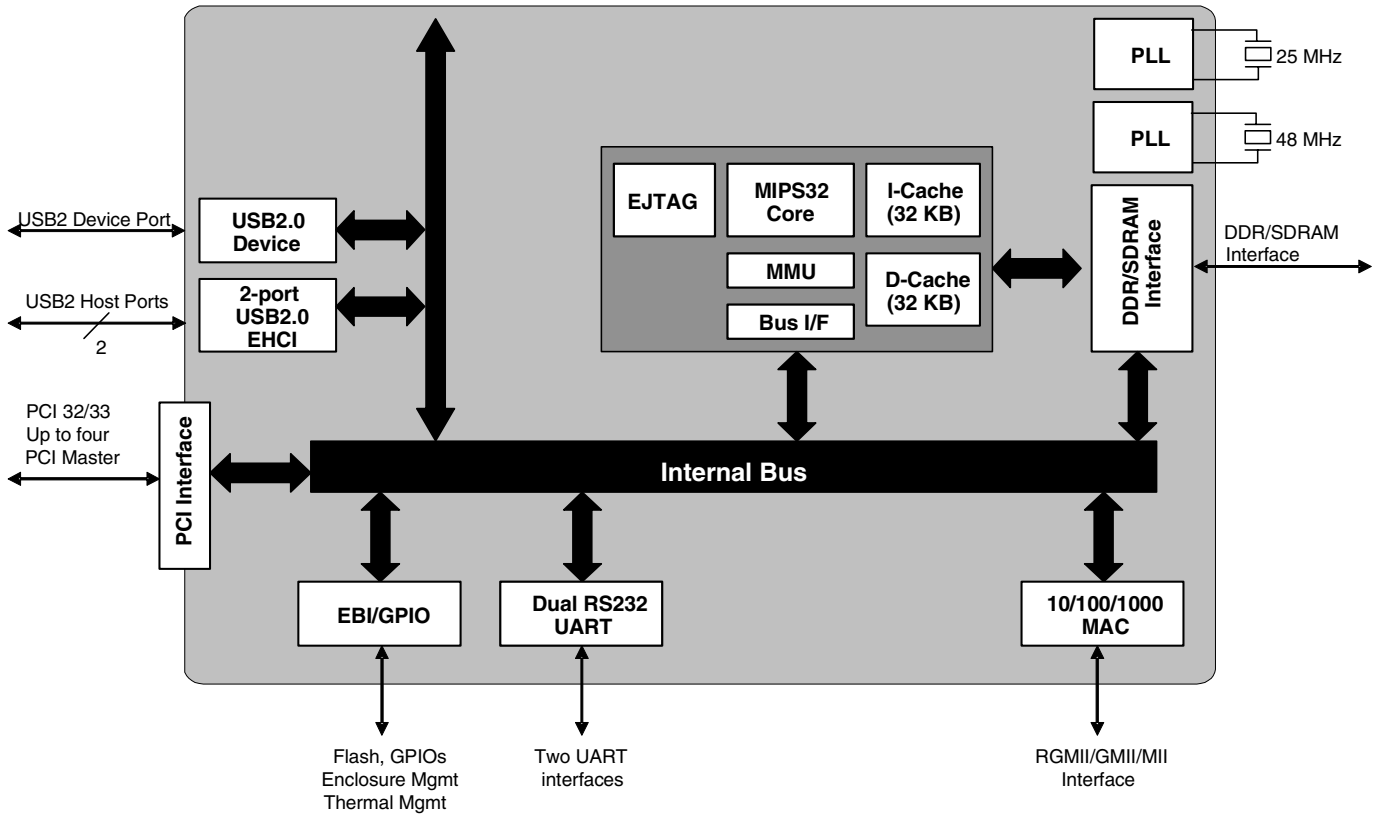 PLL
25 MHz
PLL
48 MHz
EJTAG
MIPS32
Core
I-Cache
(32 KB)
MMU
D-Cache
(32 KB)
Bus I/F
DDR/SDRAM
Interface
DDR/SDRAM
Interface
USB2 Device Port
USB2.0
Device
USB2 Host Ports
2
2-port
USB2.0
EHCI
PCI 32/33
Up to four
PCI Master
PCI Interface
Internal Bus
EBI/GPIO
Dual RS232
UART
10/100/1000
MAC
Flash, GPIOs
Enclosure Mgmt
Thermal Mgmt
Two UART
interfaces
RGMII/GMII/MII
Interface